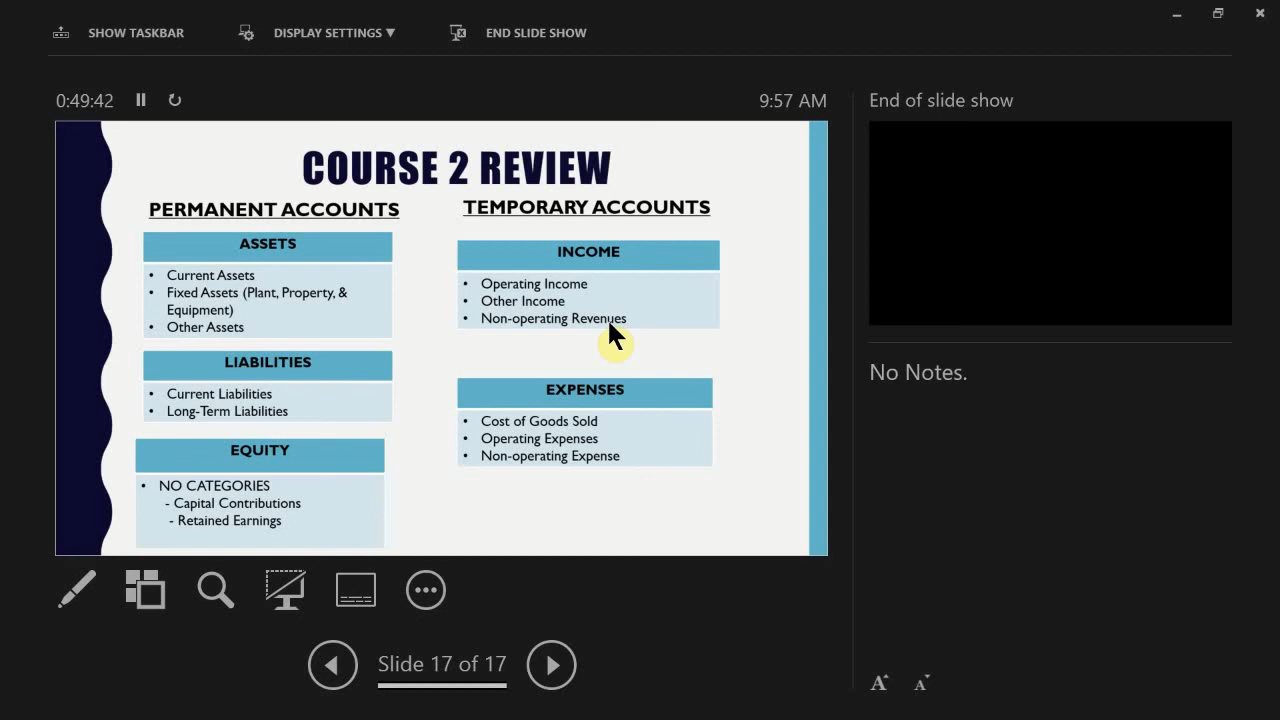 SHOW TASKBAR
DISPLAY SETTINGS ▼
END SLIDE SHOW
0:49:42
9:57 AM
End of slide show
COURSE 2 REVIEW
PERMANENT ACCOUNTS
ASSETS
• Current Assets
• Fixed Assets (Plant, Property, &
Equipment)
• Other Assets
LIABILITIES
• Current Liabilities
• Long-Term Liabilities
EQUITY
• NO CATEGORIES
- Capital Contributions
- Retained Earnings
TEMPORARY ACCOUNTS
INCOME
• Operating Income
• Other Income
• Non-operating Revenues
EXPENSES
• Cost of Goods Sold
• Operating Expenses
• Non-operating Expense
No Notes.
Slide 17 of 17
A A